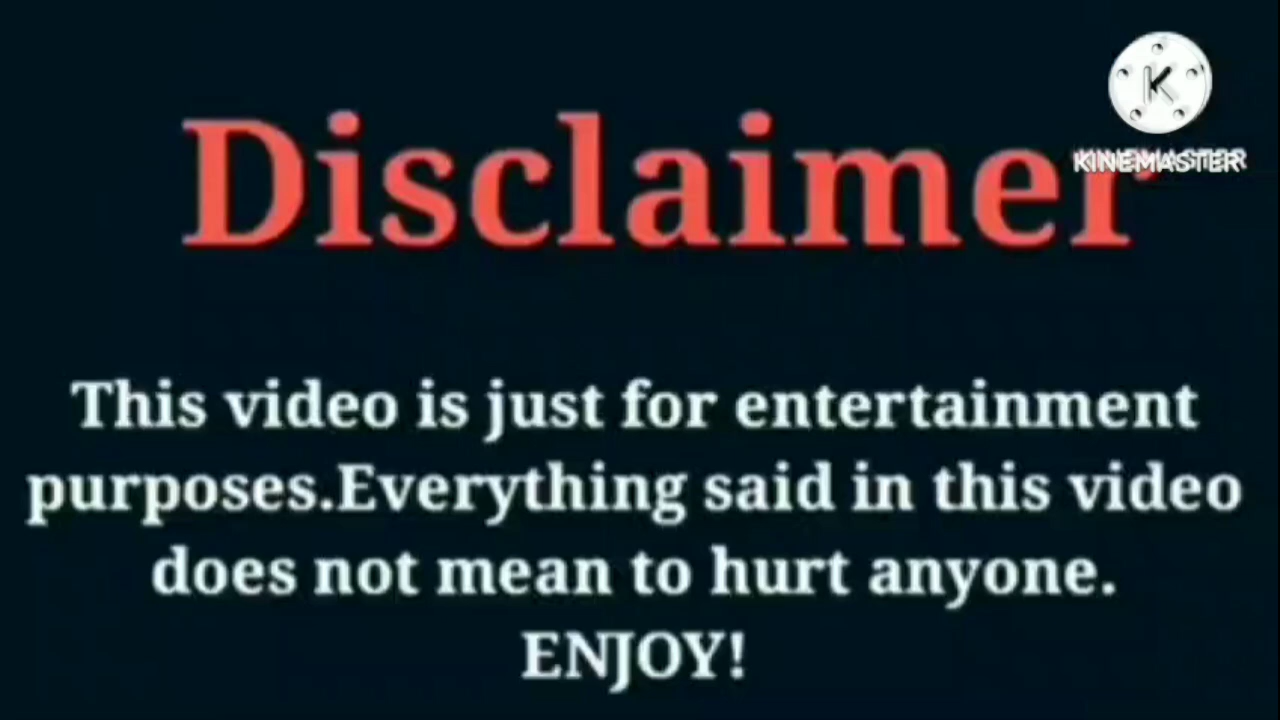 K
KINEMASTER
Disclaimer
This video is just for entertainment
purposes.Everything said in this video
does not mean to hurt anyone.
ENJOY!